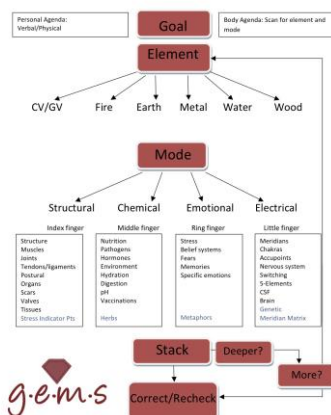 Personal Agenda:
Verbal/Physical
Goal
Body Agenda: Scan for element and
mode
Element
CV/GV
Fire
Earth
Metal
Water
Wood
Mode
Structural
Chemical
Emotional
Electrical
Index finger
Middle finger
Ring finger
Little finger
Structure
Muscles
Joints
Tendons/ligaments
Postural
Organs
Scars
Valves
Tissues
Stress Indicator Pts
Nutrition
Pathogens
Hormones
Environment
Hydration
Digestion
pH
Vaccinations
Herbs
Stress
Belief systems
Fears
Memories
Specific emotions
Metaphors
Meridians
Chakras
Accupoints
Nervous system
Switching
5-Elements
CSF
Brain
Genetic
Meridian Matrix
Stack
Deeper?
More?
Correct/Recheck
g•e•m•s